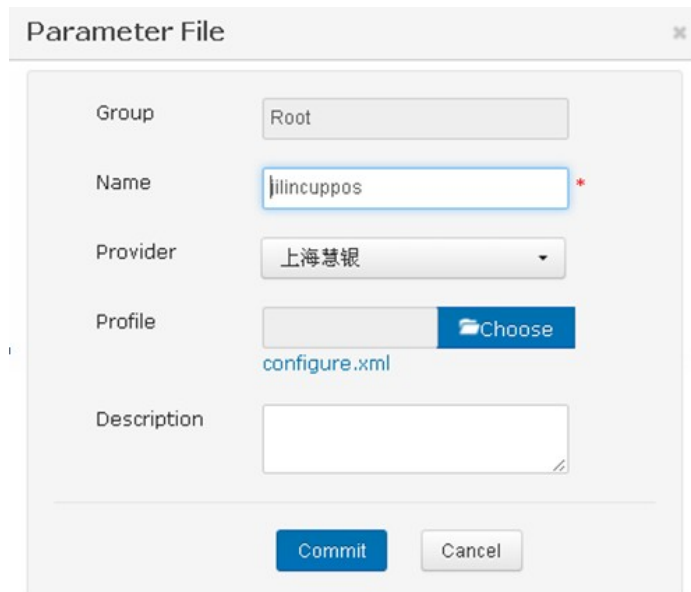 Parameter File ×
Group Root
Name jilincuppos *
Provider 上海慧银
Profile Choose
configure.xml
Description
Commit Cancel